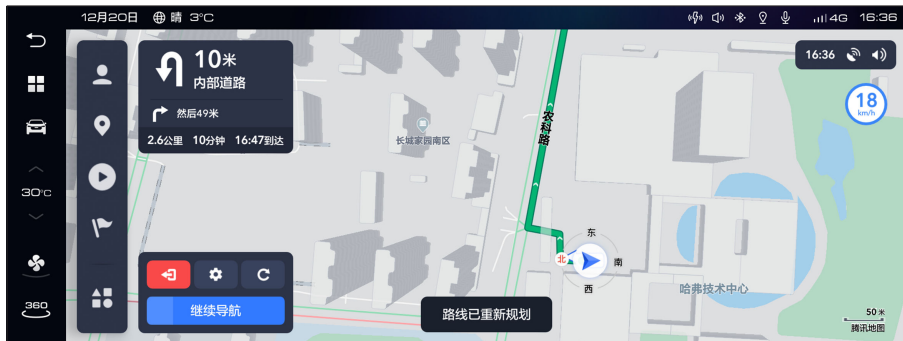 12月20日 晴 3°C
4G 16:36
10米
内部道路
然后49米
2.6公里 10分钟 16:47到达
16:36
18
km/h
农科路
长城家园南区
30°C
东
北
南
西
哈弗技术中心
360
继续导航
路线已重新规划
50米
腾讯地图